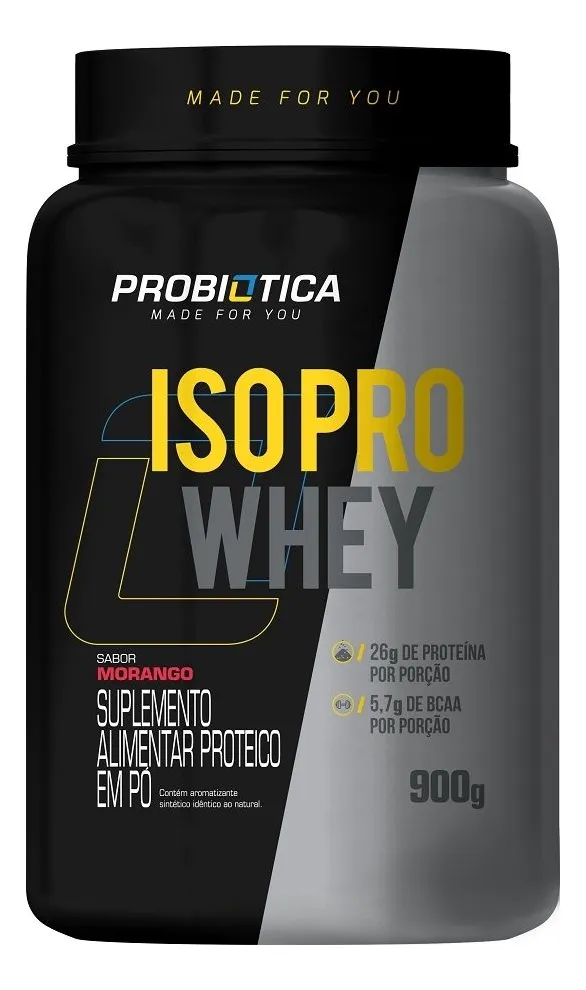 MADE FOR YOU
PROBIOTICA
MADE FOR YOU
ISO PRO
WHEY
SABOR
MORANGO
SUPLEMENTO
ALIMENTAR PROTEICO
EM PÓ
Contém aromatizante
sintético idêntico ao natural.
26g DE PROTEÍNA
POR PORÇÃO
5,7g DE BCAA
POR PORÇÃO
900g